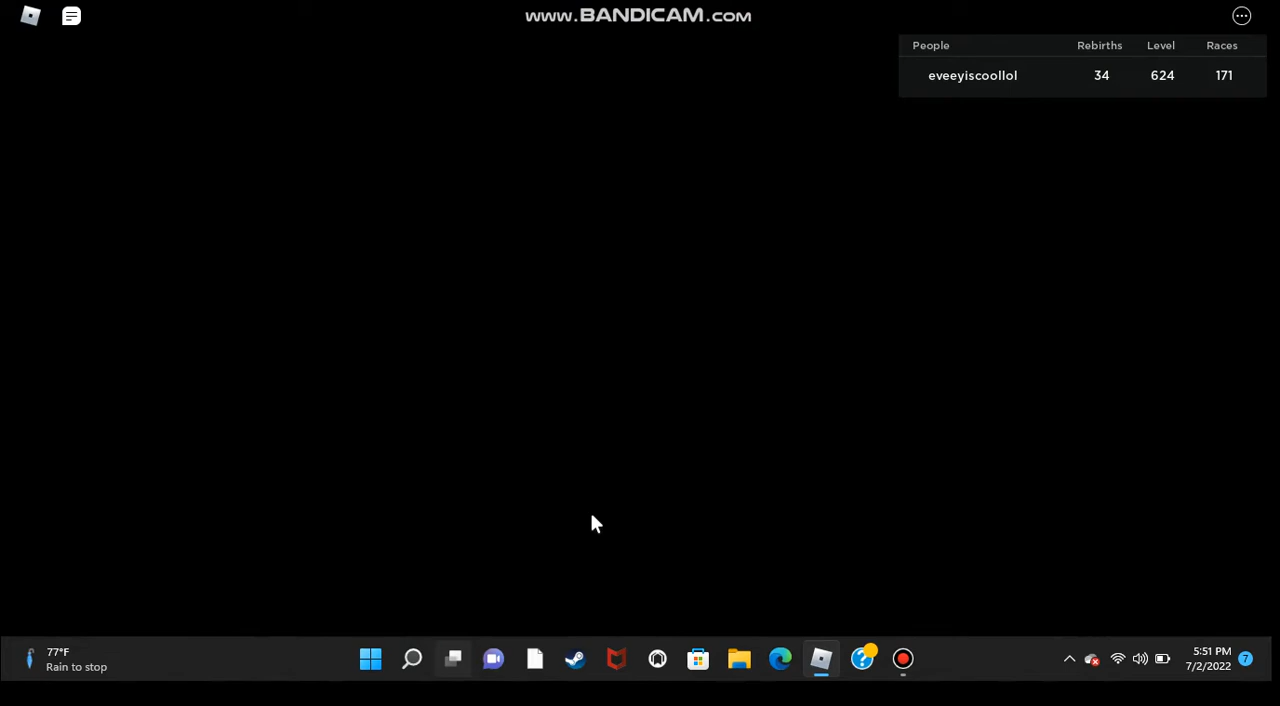 www.BANDICAM.com
People Rebirths Level Races
eveeyiscoollol 34 624 171
77°F
Rain to stop
5:51 PM
7/2/2022
7